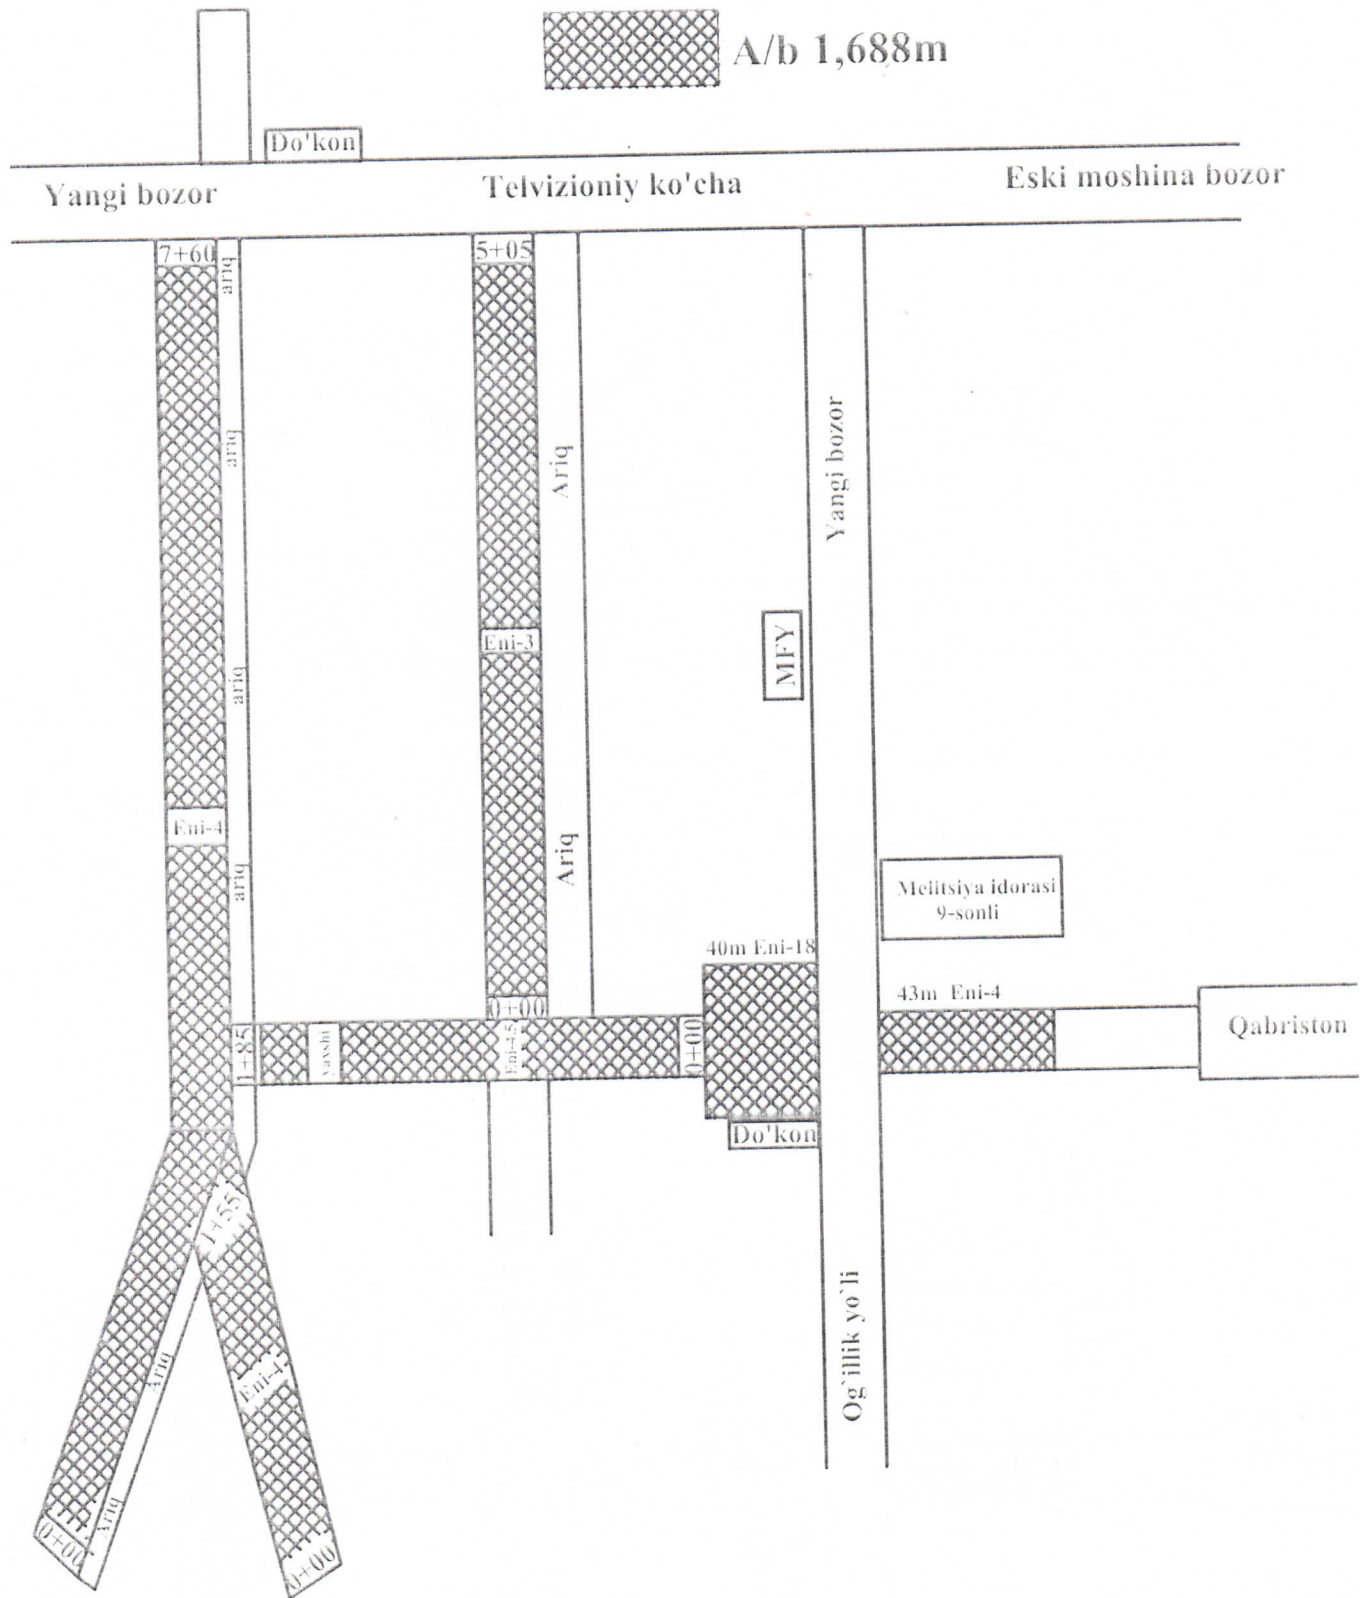 A/b 1,688m
Do'kon
Yangi bozor
Telvizioniy ko'cha
Eski moshina bozor
7+60
ariq
5+05
ariq
Ariq
Yangi bozor
Eni-3
MFY
ariq
Eni-4
ariq
Ariq
Melitsiya idorasi
9-sonli
40m Eni-18
43m Eni-4
0+00
Qabriston
1+85
yaxshi
Eni-4,5
0+00
Do'kon
1+55
Og`illik yo`li
Ariq
Eni-4
Ariq
0+00
0+00